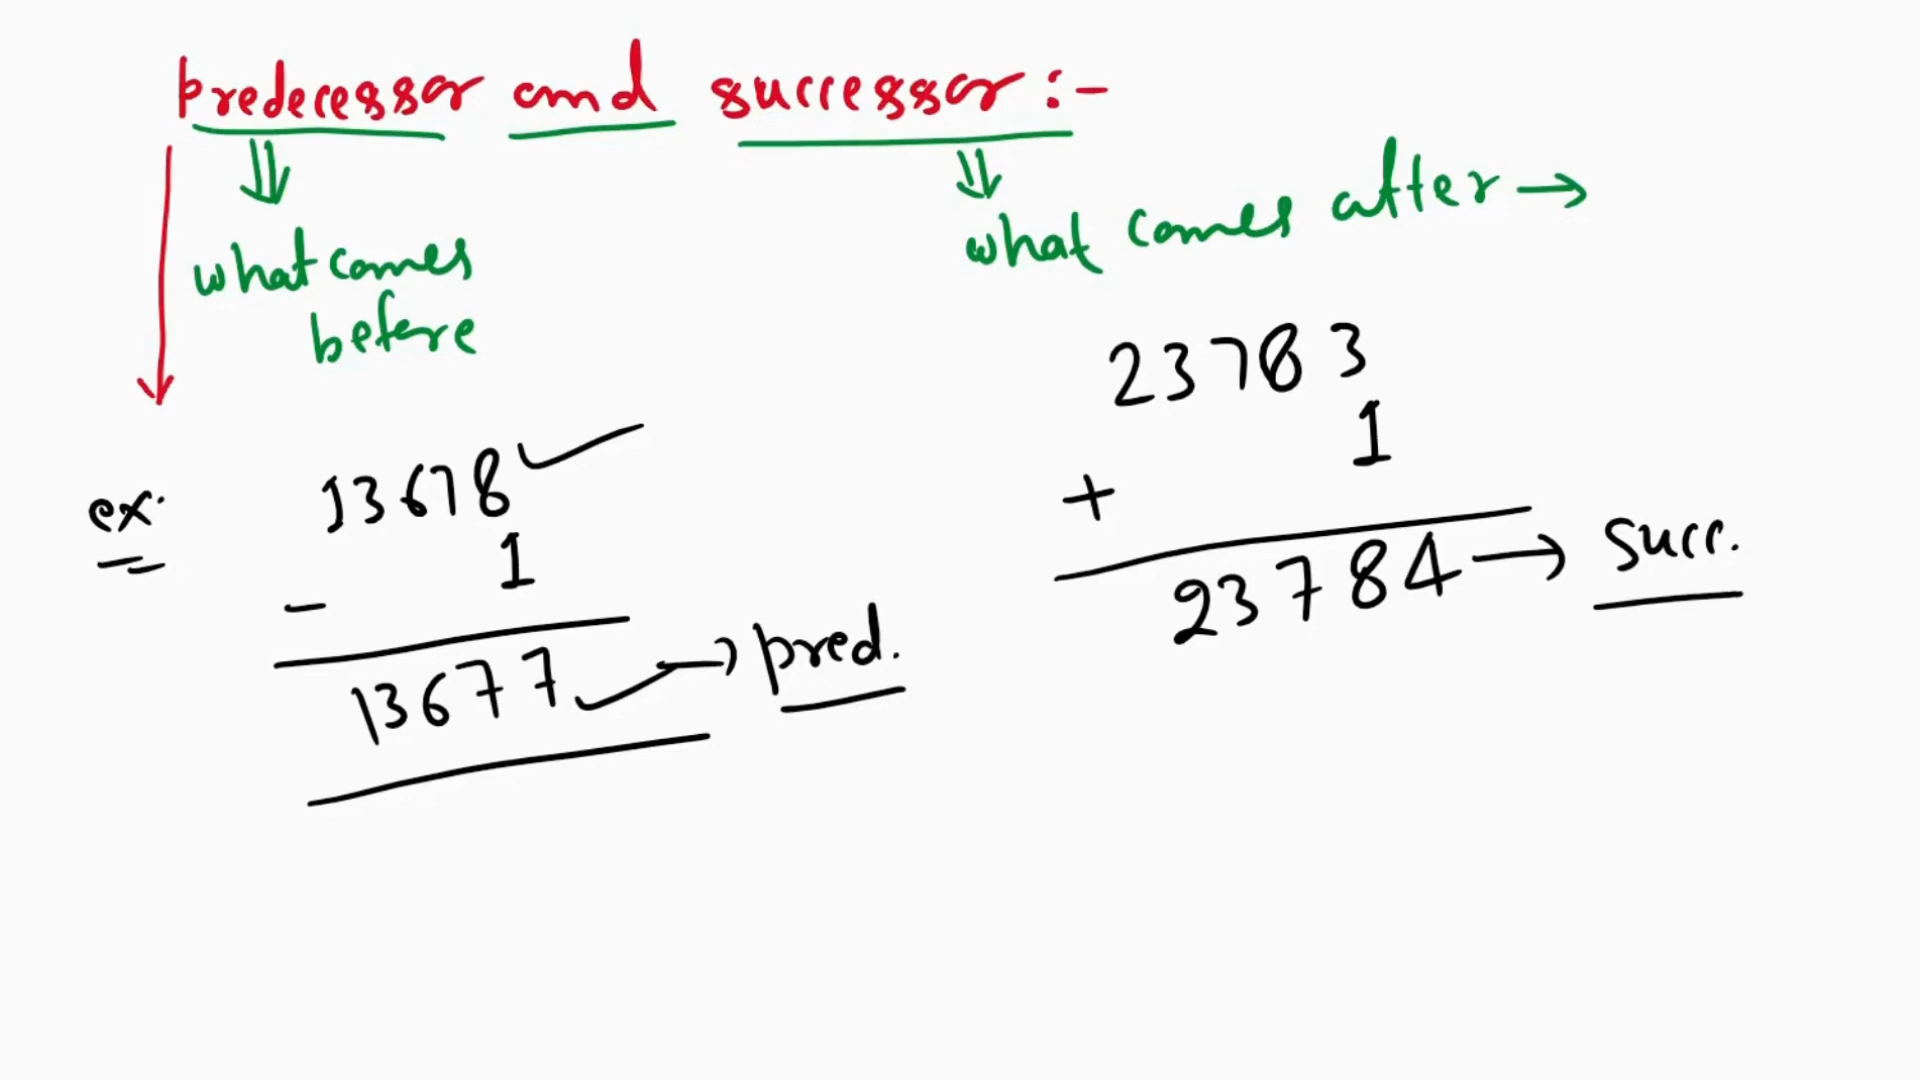 predecessor and successor :-
what comes
before
what comes after →
ex.
13678
1
-
13677 → pred.
23783
1
+
23784 → succ.